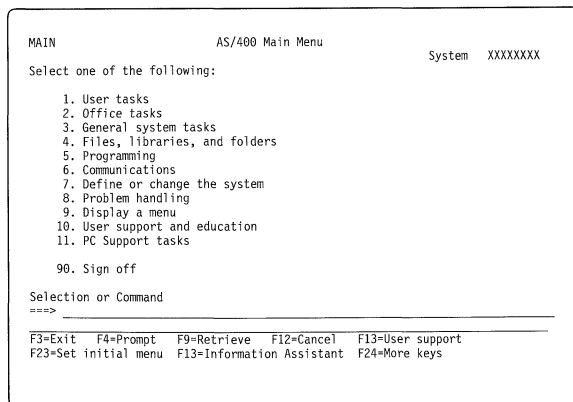 MAIN AS/400 Main Menu
System XXXXXXXX
Select one of the following:
1. User tasks
2. Office tasks
3. General system tasks
4. Files, libraries, and folders
5. Programming
6. Communications
7. Define or change the system
8. Problem handling
9. Display a menu
10. User support and education
11. PC Support tasks
90. Sign off
Selection or Command
===>
F3=Exit F4=Prompt F9=Retrieve F12=Cancel F13=User support
F23=Set initial menu F13=Information Assistant F24=More keys